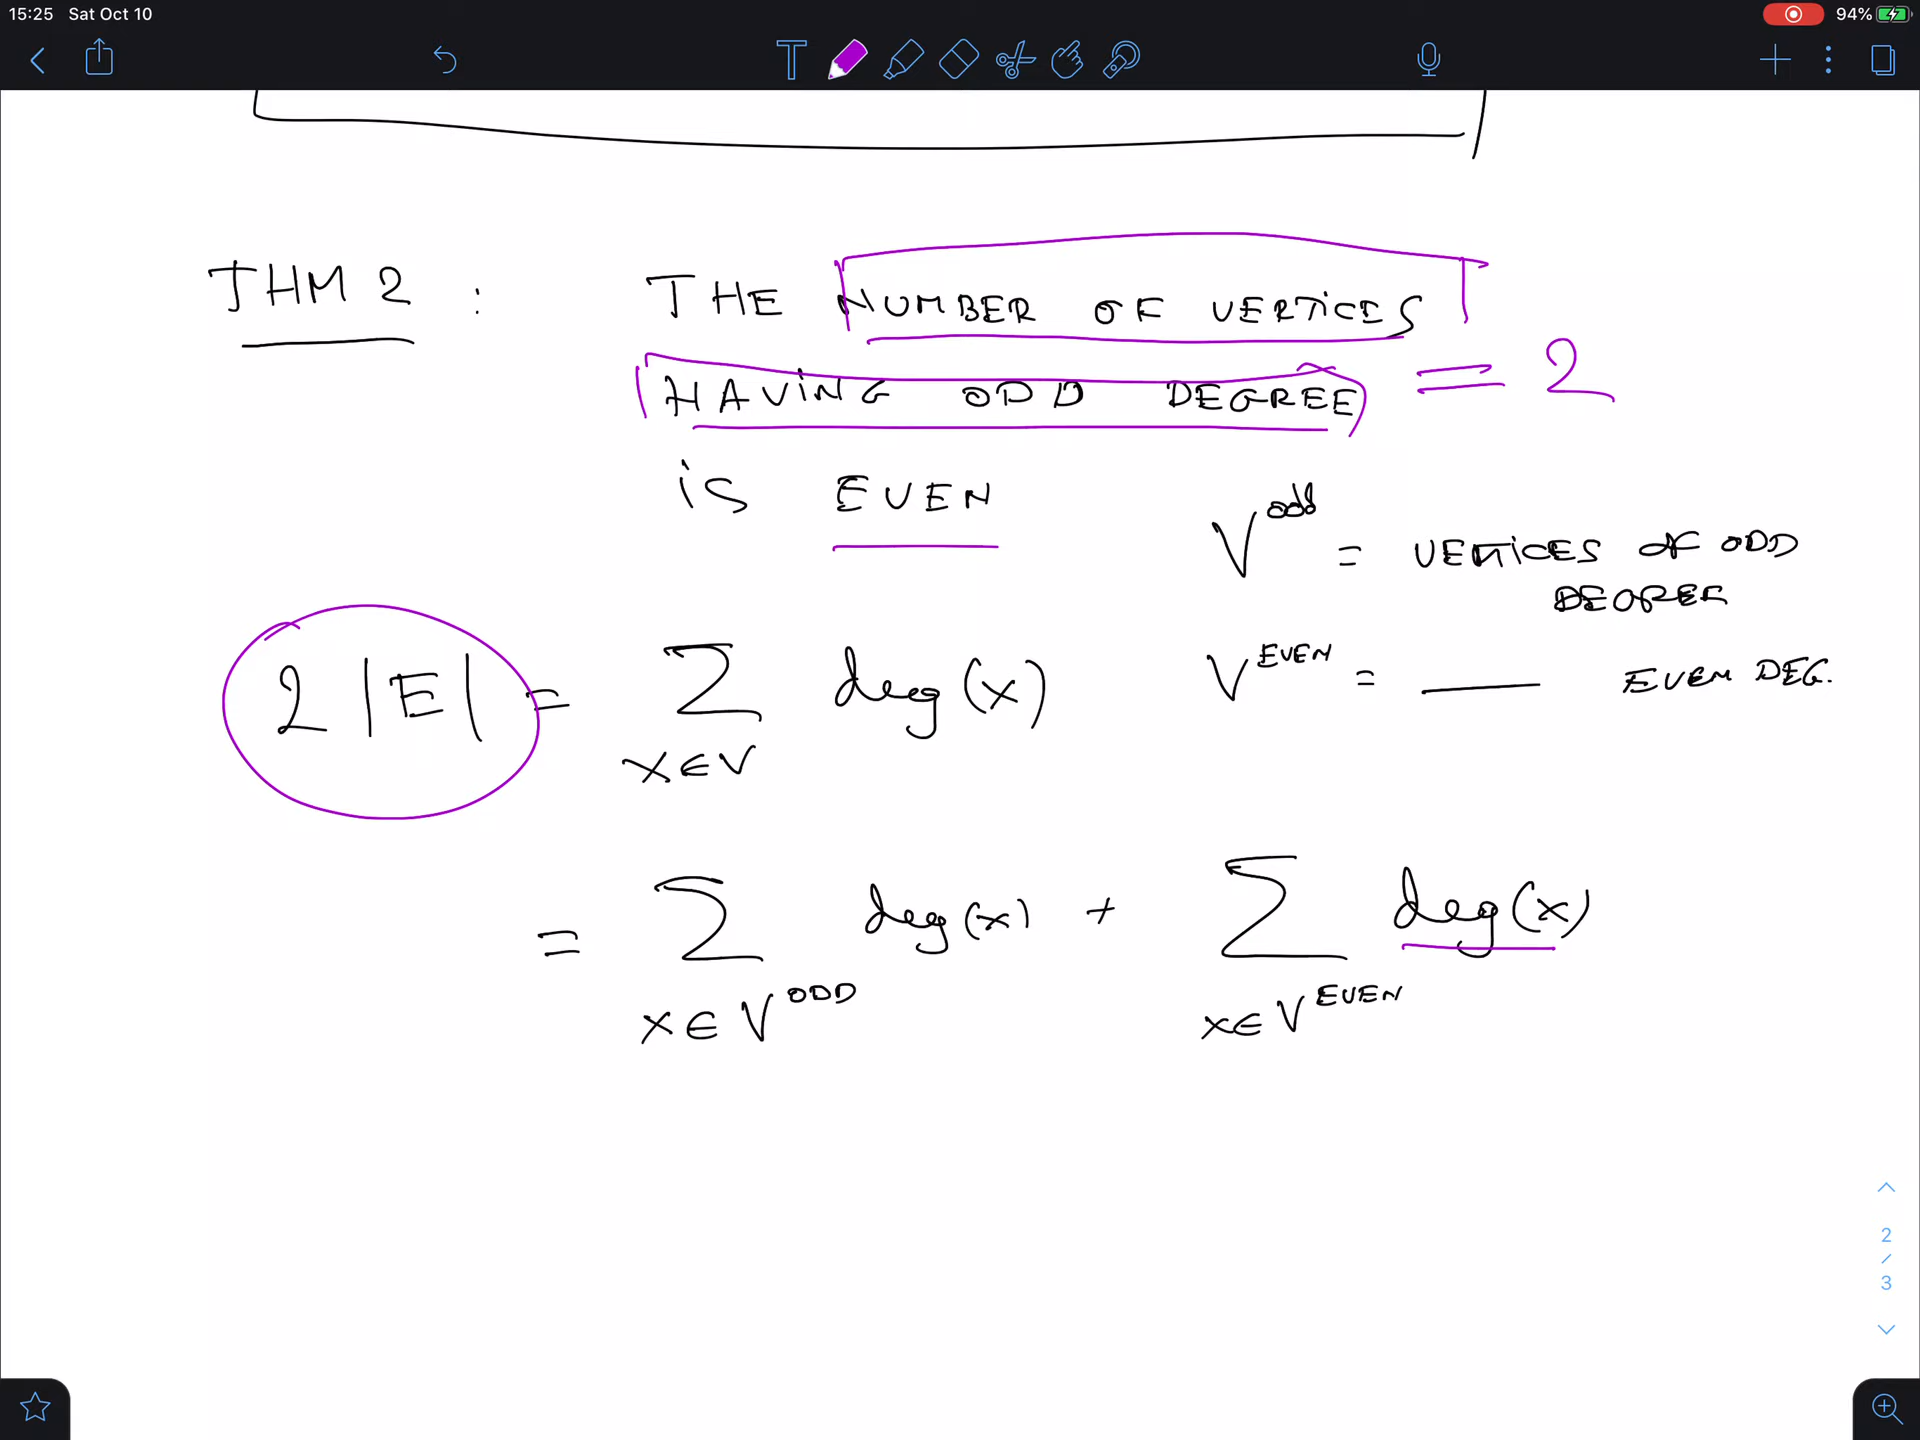 15:25 Sat Oct 10
94%
THM 2 : THE NUMBER OF VERTICES
HAVING ODD DEGREE = 2
is EVEN
V^odd = VERTICES OF ODD
DEGREE
2 |E| = Σ deg(x)
x∈V
V^EVEN = —— EVEN DEG.
= Σ deg(x) + Σ deg(x)
x∈V^ODD x∈V^EVEN
2
/
3